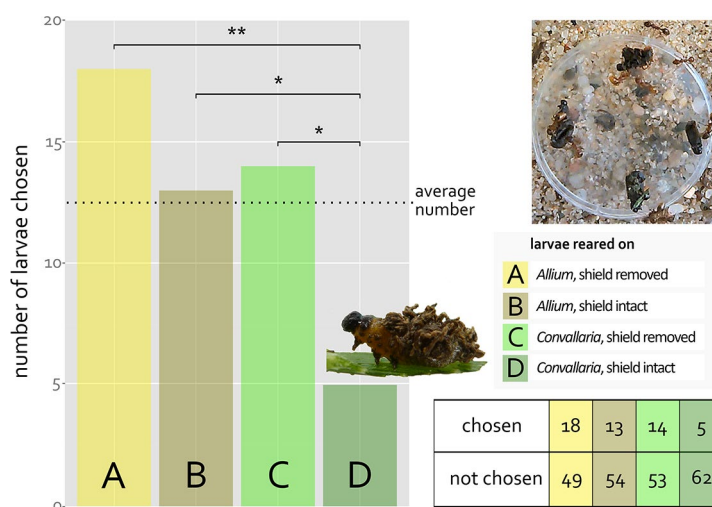 20
**
*
15
*
average
number
10
5
0
number of larvae chosen
A
B
C
D
larvae reared on
A Allium, shield removed
B Allium, shield intact
C Convallaria, shield removed
D Convallaria, shield intact
chosen 18 13 14 5
not chosen 49 54 53 62